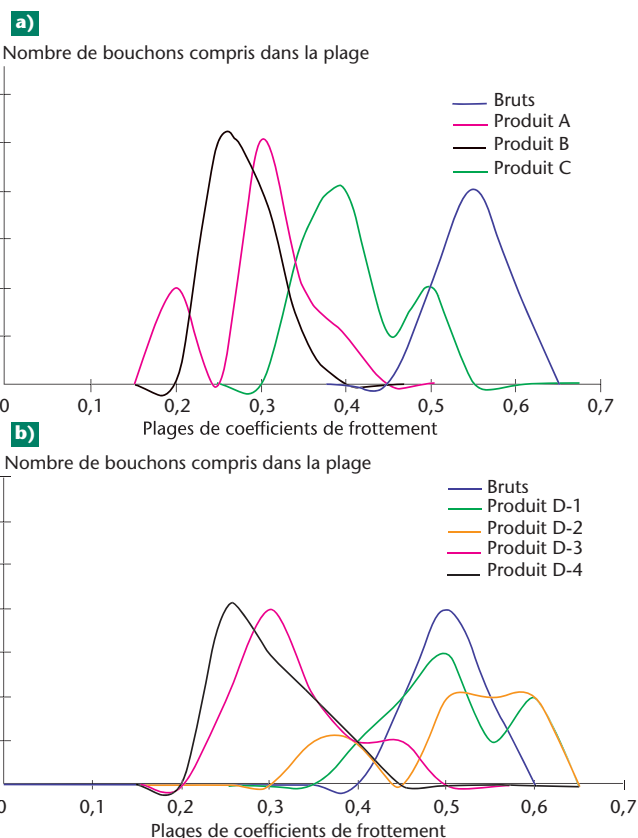 a)
Nombre de bouchons compris dans la plage
Bruts
Produit A
Produit B
Produit C
0 0,1 0,2 0,3 0,4 0,5 0,6 0,7
Plages de coefficients de frottement
b)
Nombre de bouchons compris dans la plage
Bruts
Produit D-1
Produit D-2
Produit D-3
Produit D-4
0 0,1 0,2 0,3 0,4 0,5 0,6 0,7
Plages de coefficients de frottement